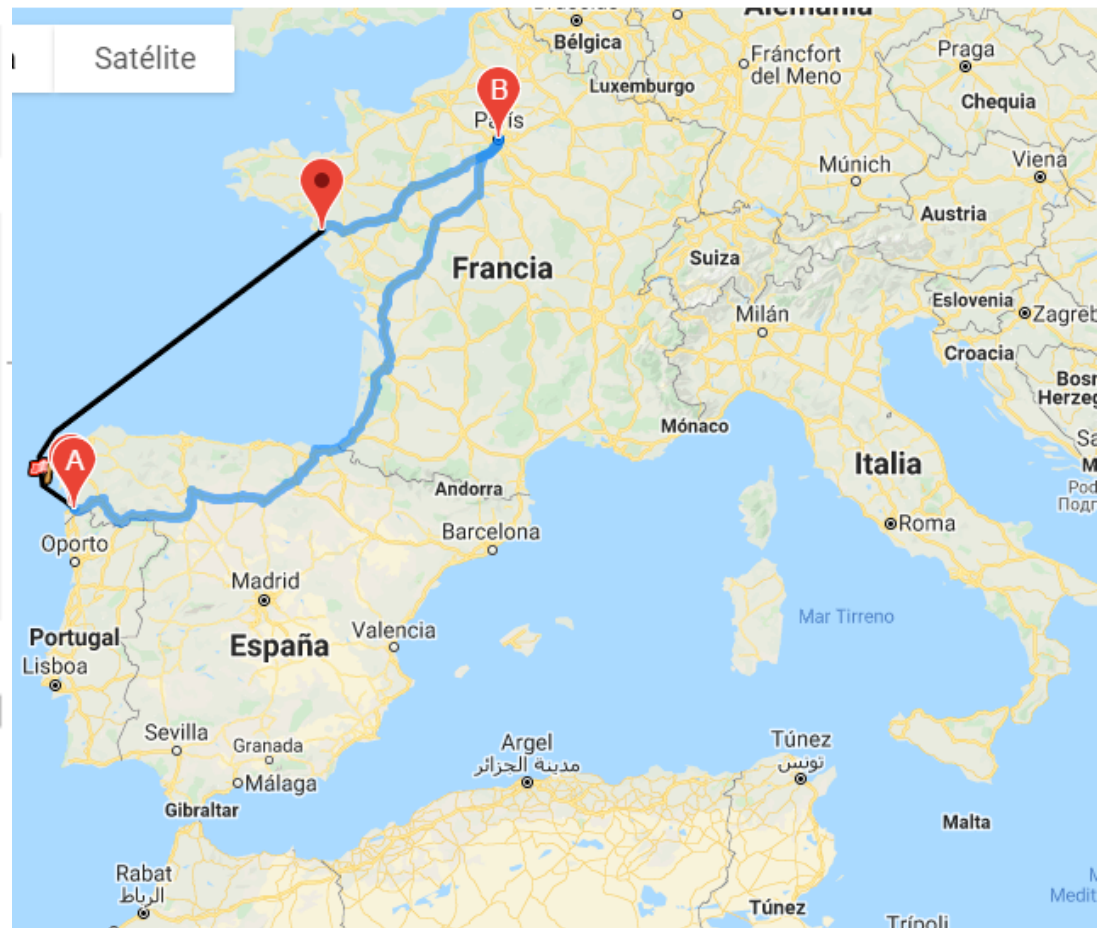 Satélite
Alemania
Bélgica
Fráncfort
del Meno
Praga
Luxemburgo
Chequia
B
París
Múnich
Viena
Austria
Suiza
Francia
Eslovenia
Milán
Zagreb
Croacia
Mónaco
Italia
A
Andorra
Roma
Oporto
Barcelona
Madrid
Mar Tirreno
Portugal
España
Valencia
Lisboa
Sevilla
Granada
Argel
مدينة الجزائر
Túnez
تونس
Málaga
Gibraltar
Malta
Rabat
الرباط
Túnez
Trípoli